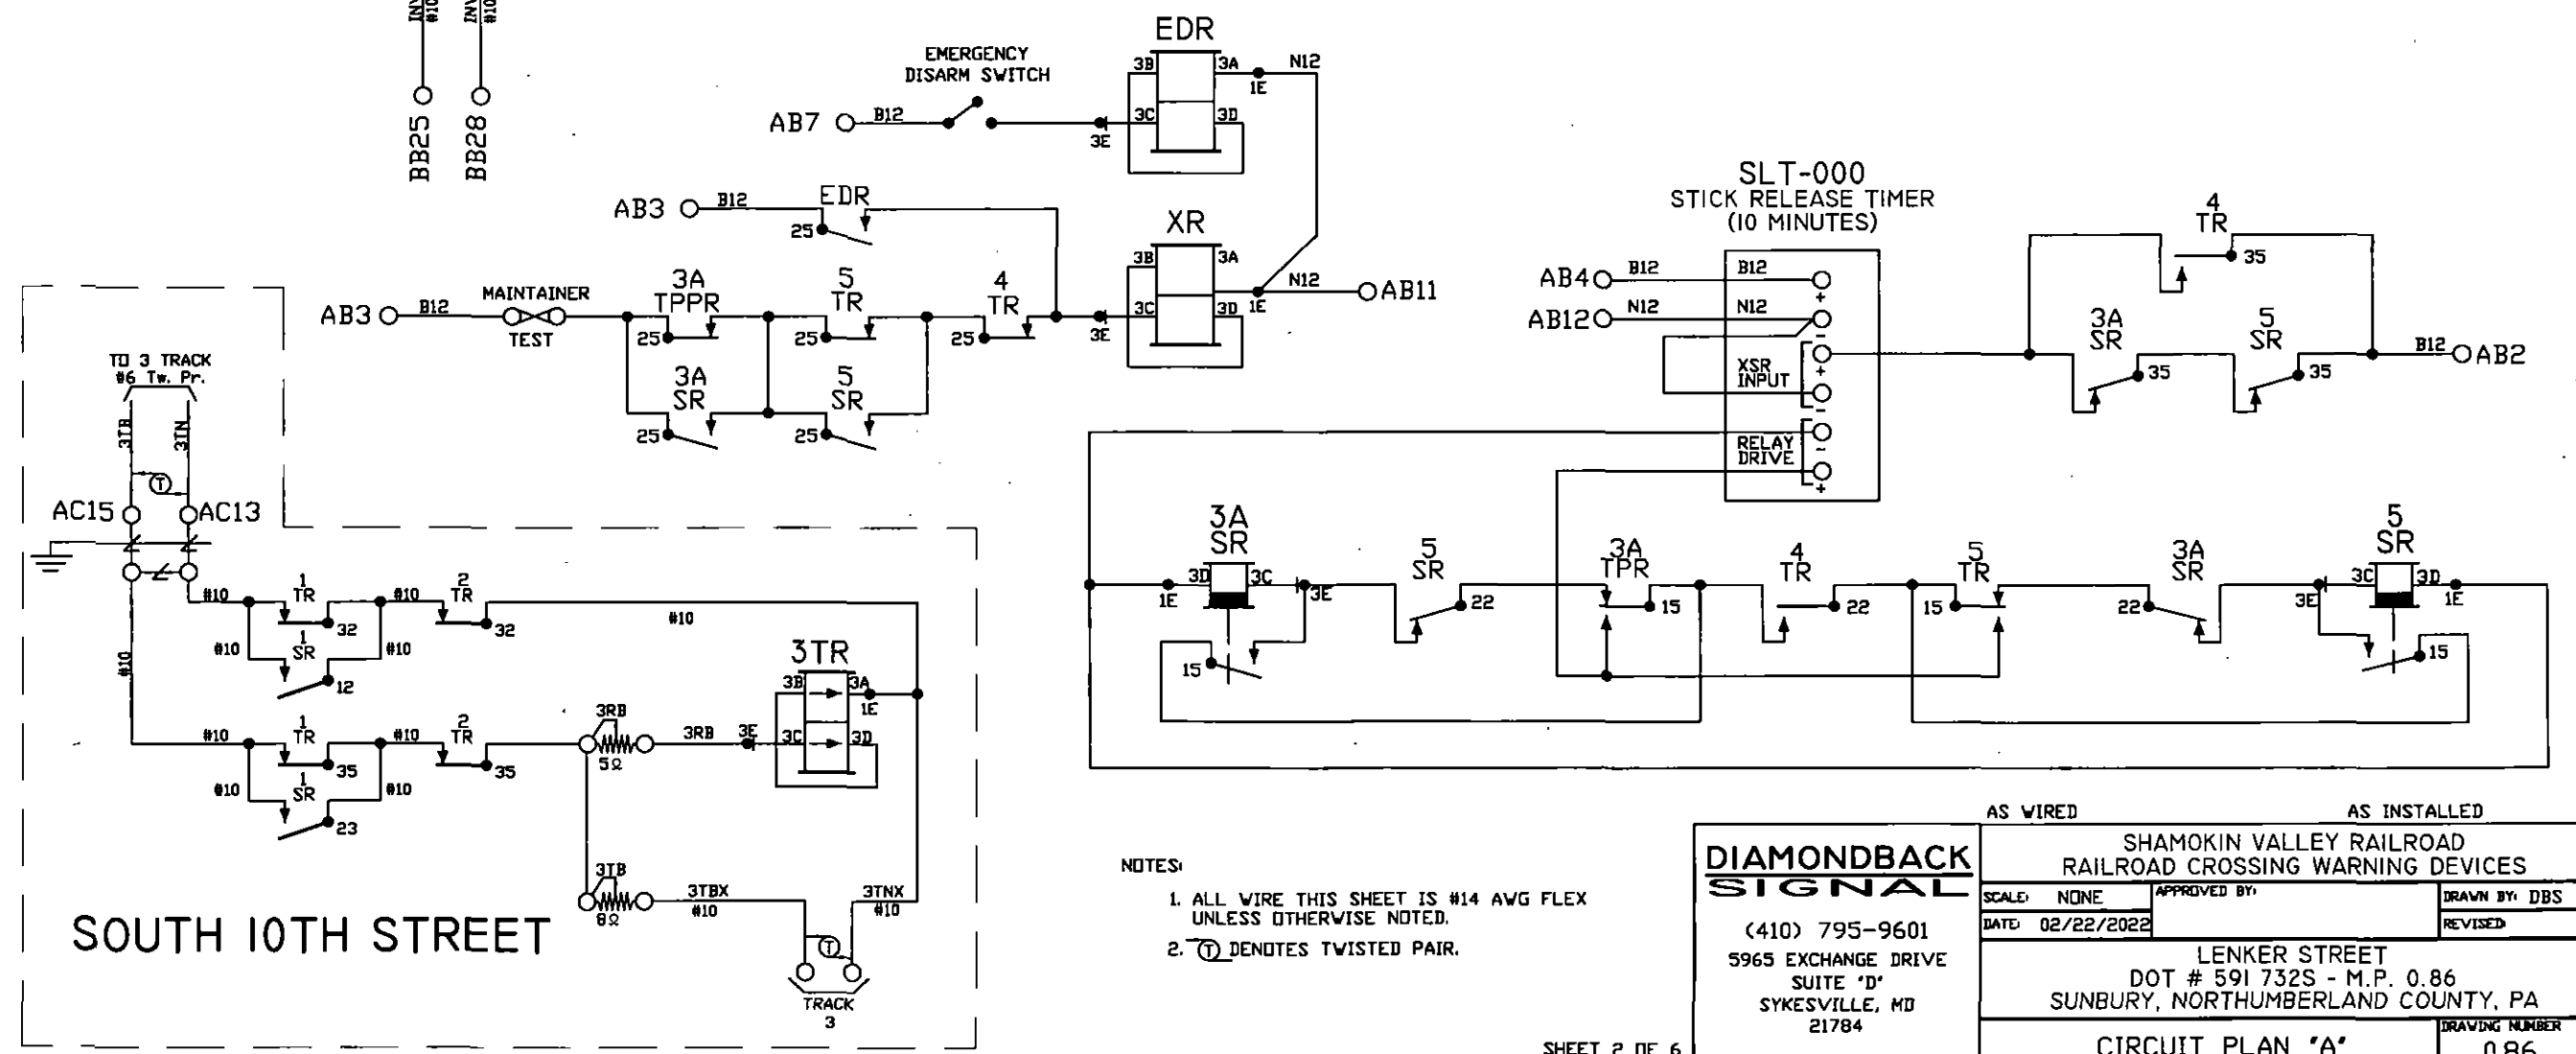 INV
#10
INV
#10
BB25
BB28
EMERGENCY
DISARM SWITCH
AB7
B12
3E
EDR
3B
3A
3C
3D
1E
N12
AB3
B12
EDR
25
XR
3B
3A
3C
3D
3E
1E
N12
AB11
AB3
B12
MAINTAINER
TEST
3A
TPPR
25
5
TR
25
4
TR
25
3A
SR
25
5
SR
25
SLT-000
STICK RELEASE TIMER
(10 MINUTES)
AB4
B12
B12
+
AB12
N12
N12
-
XSR
INPUT
+
-
RELAY
DRIVE
-
+
4
TR
35
3A
SR
35
5
SR
35
B12
AB2
3A
SR
3D
3C
1E
3E
15
5
SR
22
3A
TPR
15
4
TR
22
5
TR
15
3A
SR
22
5
SR
3C
3D
3E
1E
15
TO 3 TRACK
#6 Tw. Pr.
3TB
3TN
T
AC15
AC13
#10
#10
1
TR
32
#10
2
TR
32
#10
#10
1
SR
#10
12
#10
1
TR
35
#10
2
TR
35
#10
1
SR
#10
23
3RB
5Ω
3RB
3E
3TR
3B
3A
3C
3D
1E
3TB
8Ω
3TBX
#10
3TNX
#10
T
TRACK
3
SOUTH 10TH STREET
NOTES:
1. ALL WIRE THIS SHEET IS #14 AWG FLEX
UNLESS OTHERWISE NOTED.
2. T DENOTES TWISTED PAIR.
SHEET 2 OF 6
DIAMONDBACK
SIGNAL
(410) 795-9601
5965 EXCHANGE DRIVE
SUITE "D"
SYKESVILLE, MD
21784
AS WIRED
AS INSTALLED
SHAMOKIN VALLEY RAILROAD
RAILROAD CROSSING WARNING DEVICES
SCALE: NONE
APPROVED BY:
DRAWN BY: DBS
DATE: 02/22/2022
REVISED:
LENKER STREET
DOT # 591 732S - M.P. 0.86
SUNBURY, NORTHUMBERLAND COUNTY, PA
CIRCUIT PLAN "A"
DRAWING NUMBER
0.86